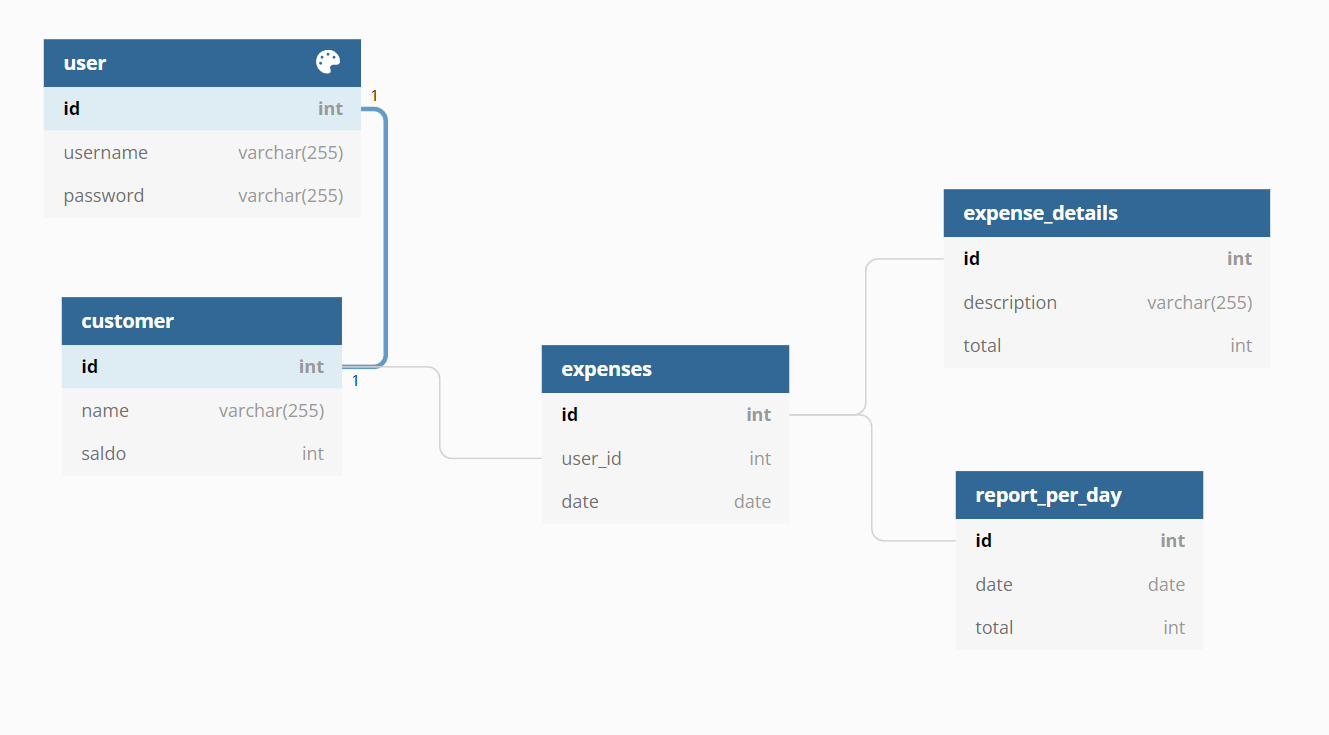 user
id int
1
username varchar(255)
password varchar(255)
customer
id int
1
name varchar(255)
saldo int
expenses
id int
user_id int
date date
expense_details
id int
description varchar(255)
total int
report_per_day
id int
date date
total int